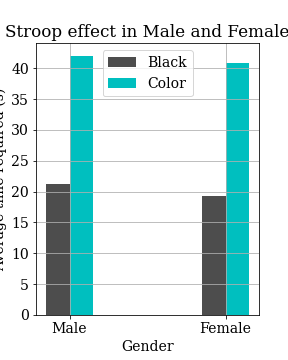 Stroop effect in Male and Female
Average time required (s)
40
35
30
25
20
15
10
5
0
Black
Color
Male
Female
Gender